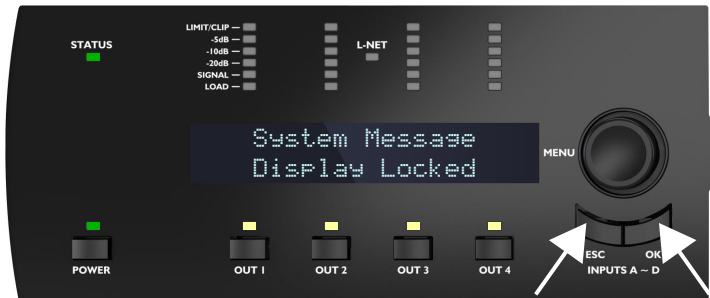 STATUS
LIMIT/CLIP
-5dB
-10dB
-20dB
SIGNAL
LOAD
L-NET
System Message
Display Locked
MENU
POWER
OUT 1
OUT 2
OUT 3
OUT 4
ESC
OK
INPUTS A ~ D